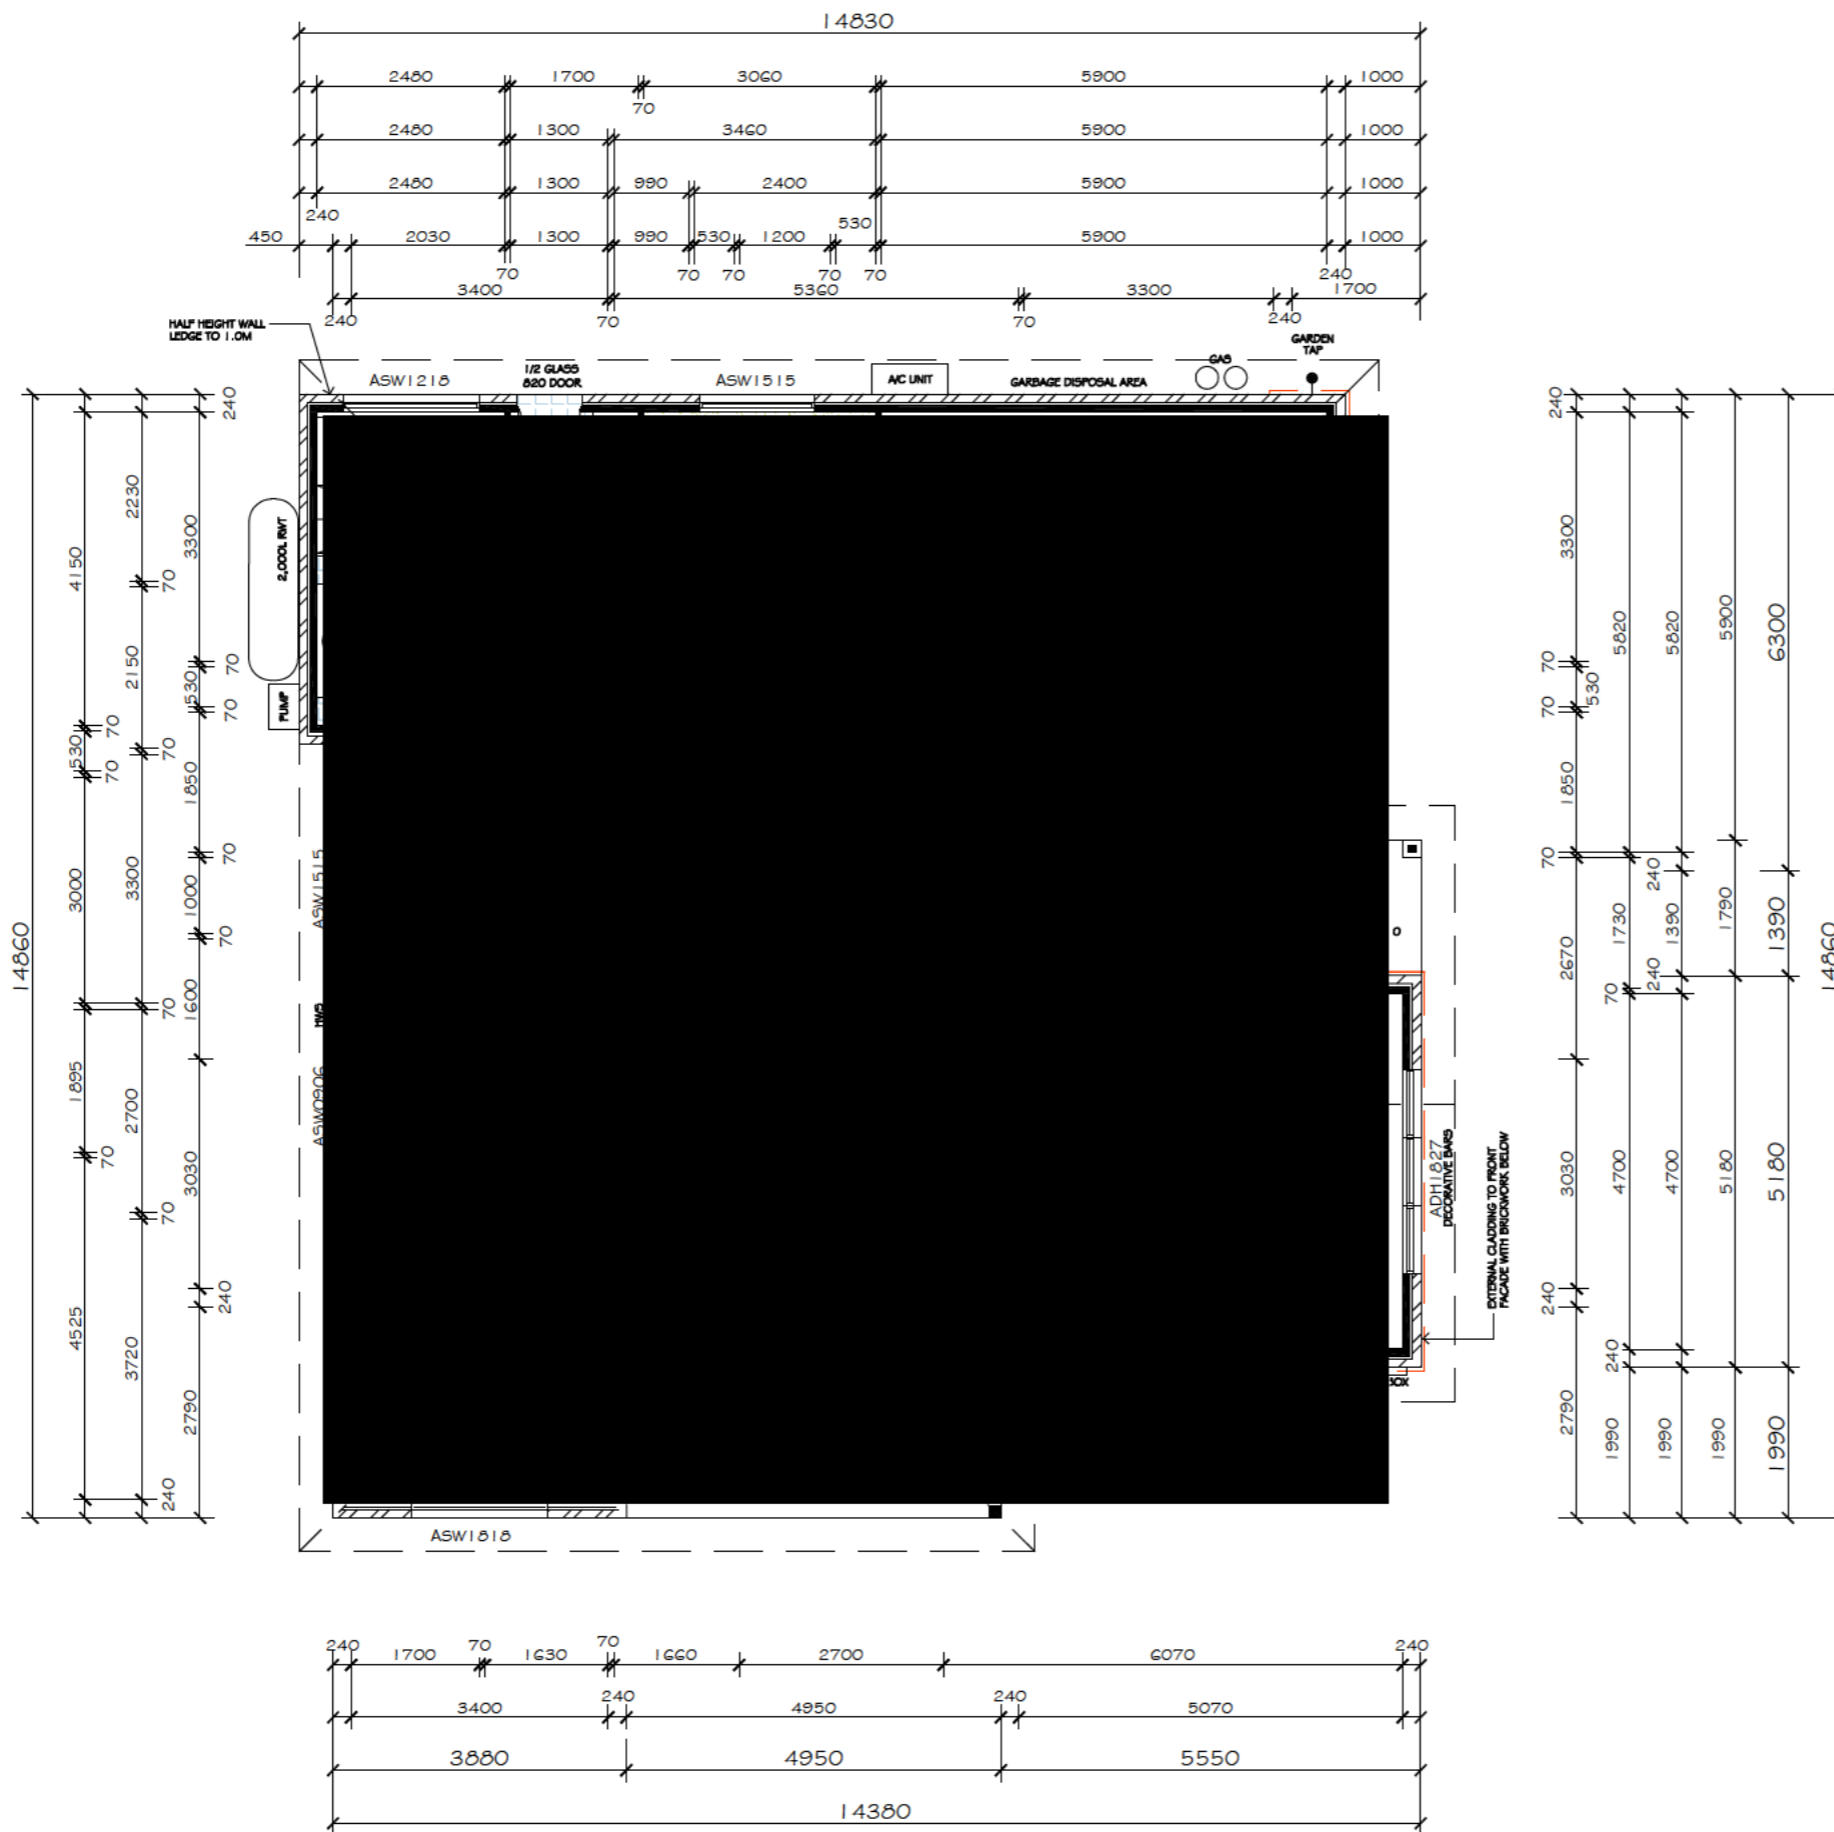 14830
2480 1700 3060 5900 1000
70
2480 1300 3460 5900 1000
2480 1300 990 2400 5900 1000
240
450 2030 1300 990 530 1200 530 5900 1000
70 70 70 70 70 240
3400 5360 3300 1700
240 70 70 240
HALF HEIGHT WALL
LEDGE TO 1.0M
ASW1218
1/2 GLASS
820 DOOR
ASW1515
A/C UNIT
GARBAGE DISPOSAL AREA
GAS
GARDEN
TAP
14860
4150
70
530
70
3000
1895
70
4525
2230
70
2150
70
3300
70
2700
70
3720
240
240
3300
70
530
70
1850
70
1000
70
1600
3030
240
2790
2,000L RWT
PUMP
ASW1515
HWS
ASW0906
ADH1827
DECORATIVE BARS
EXTERNAL CLADDING TO FRONT
FACADE WITH BRICKWORK BELOW
BOX
ASW1818
240
3300
70
530
70
1850
70
2670
3030
240
2790
5820
1730
70
4700
240
1990
5820
240
1390
240
4700
1990
5900
1790
5180
1990
6300
1390
5180
1990
14860
240 1700 70 1630 70 1660 2700 6070 240
3400 240 4950 240 5070
3880 4950 5550
14380